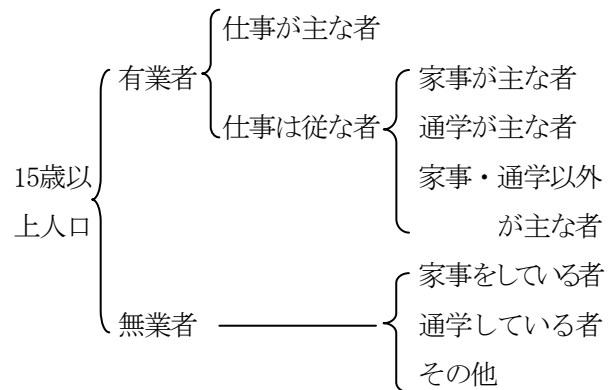 仕事が主な者
有業者
家事が主な者
仕事は従な者
通学が主な者
15歳以
上人口
家事・通学以外
が主な者
家事をしている者
無業者
通学している者
その他